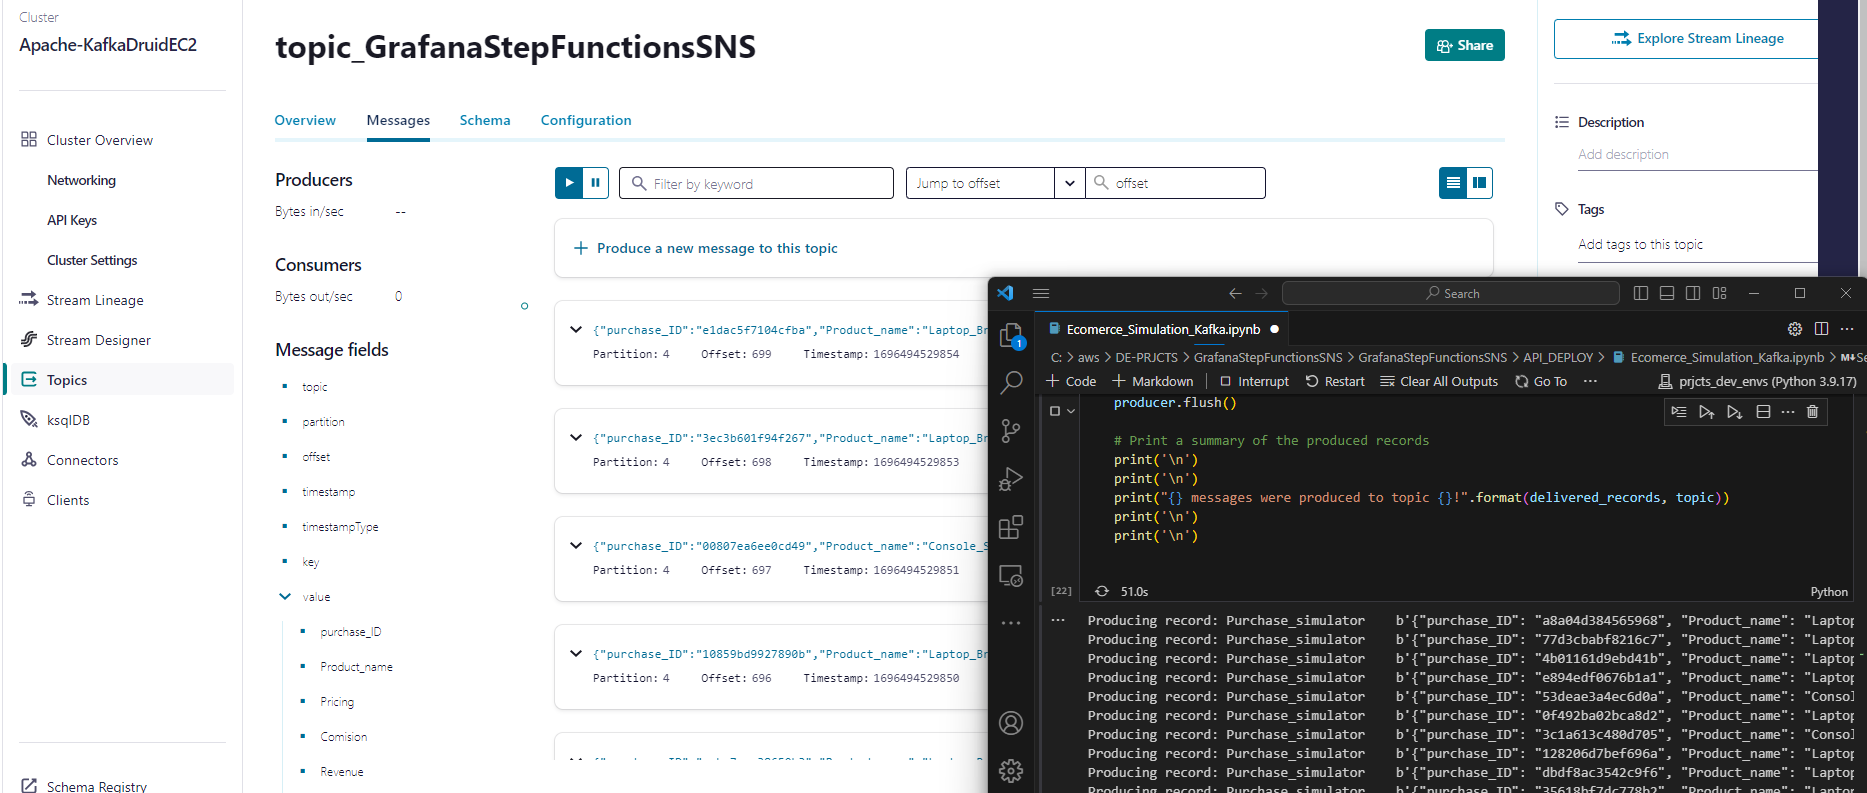 Cluster
Apache-KafkaDruidEC2
Cluster Overview
Networking
API Keys
Cluster Settings
Stream Lineage
Stream Designer
Topics
ksqlDB
Connectors
Clients
Schema Registry
topic_GrafanaStepFunctionsSNS
Share
Overview
Messages
Schema
Configuration
Producers
Bytes in/sec --
Consumers
Bytes out/sec 0
Message fields
topic
partition
offset
timestamp
timestampType
key
value
purchase_ID
Product_name
Pricing
Comision
Revenue
Filter by keyword
Jump to offset
offset
Produce a new message to this topic
{"purchase_ID":"e1dac5f7104cfba","Product_name":"Laptop_Br
Partition: 4 Offset: 699 Timestamp: 1696494529854
{"purchase_ID":"3ec3b601f94f267","Product_name":"Laptop_Br
Partition: 4 Offset: 698 Timestamp: 1696494529853
{"purchase_ID":"00807ea6ee0cd49","Product_name":"Console_S
Partition: 4 Offset: 697 Timestamp: 1696494529851
{"purchase_ID":"10859bd9927890b","Product_name":"Laptop_Br
Partition: 4 Offset: 696 Timestamp: 1696494529850
Explore Stream Lineage
Description
Add description
Tags
Add tags to this topic
Search
1
Ecomerce_Simulation_Kafka.ipynb
C: > aws > DE-PRJCTS > GrafanaStepFunctionsSNS > GrafanaStepFunctionsSNS > API_DEPLOY > Ecomerce_Simulation_Kafka.ipynb > M↓Se
+ Code + Markdown Interrupt Restart Clear All Outputs Go To ... prjcts_dev_envs (Python 3.9.17)
producer.flush()
# Print a summary of the produced records
print('\n')
print('\n')
print("{} messages were produced to topic {}!".format(delivered_records, topic))
print('\n')
print('\n')
[22] 51.0s
Python
Producing record: Purchase_simulator b'{"purchase_ID": "a8a04d384565968", "Product_name": "Laptop
Producing record: Purchase_simulator b'{"purchase_ID": "77d3cbabf8216c7", "Product_name": "Laptop
Producing record: Purchase_simulator b'{"purchase_ID": "4b01161d9ebd41b", "Product_name": "Laptop
Producing record: Purchase_simulator b'{"purchase_ID": "e894edf0676b1a1", "Product_name": "Laptop
Producing record: Purchase_simulator b'{"purchase_ID": "53deae3a4ec6d0a", "Product_name": "Consol
Producing record: Purchase_simulator b'{"purchase_ID": "0f492ba02bca8d2", "Product_name": "Laptop
Producing record: Purchase_simulator b'{"purchase_ID": "3c1a613c480d705", "Product_name": "Consol
Producing record: Purchase_simulator b'{"purchase_ID": "128206d7bef696a", "Product_name": "Laptop
Producing record: Purchase_simulator b'{"purchase_ID": "dbdf8ac3542c9f6", "Product_name": "Laptop
Producing record: Purchase_simulator b'{"purchase_ID": "35618bf7dc778b2", "Product_name": "Laptop